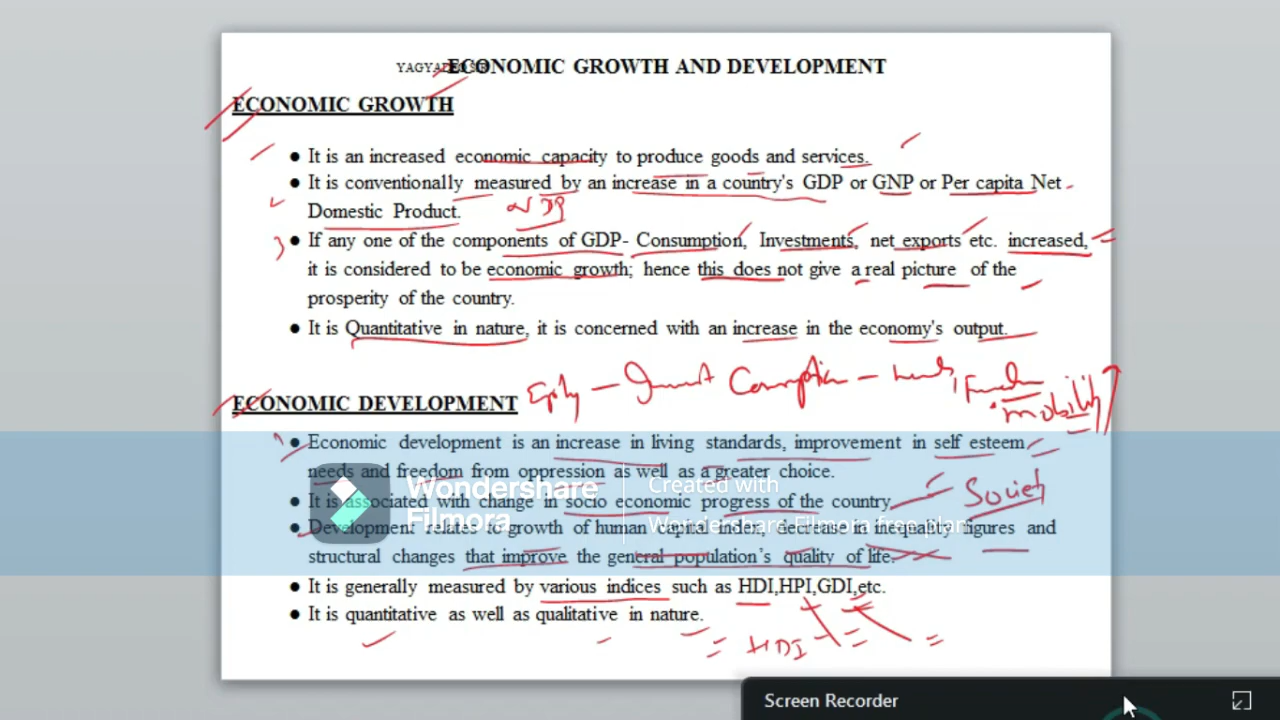 ECONOMIC GROWTH AND DEVELOPMENT
ECONOMIC GROWTH
● It is an increased economic capacity to produce goods and services.
● It is conventionally measured by an increase in a country's GDP or GNP or Per capita Net
Domestic Product. NDP
● If any one of the components of GDP- Consumption, Investments, net exports etc. increased,
it is considered to be economic growth; hence this does not give a real picture of the
prosperity of the country.
● It is Quantitative in nature, it is concerned with an increase in the economy's output.
Consumption
mobility
ECONOMIC DEVELOPMENT
● Economic development is an increase in living standards, improvement in self esteem
needs and freedom from oppression as well as a greater choice.
Wondershare
Filmora
Created with
Wondershare Filmora free plan
● It is associated with change in socio economic progress of the country.
Society
● Development relates to growth of human capital index, decrease in inequality figures and
structural changes that improve the general population's quality of life.
● It is generally measured by various indices such as HDI,HPI,GDI,etc.
● It is quantitative as well as qualitative in nature.
HDI
Screen Recorder